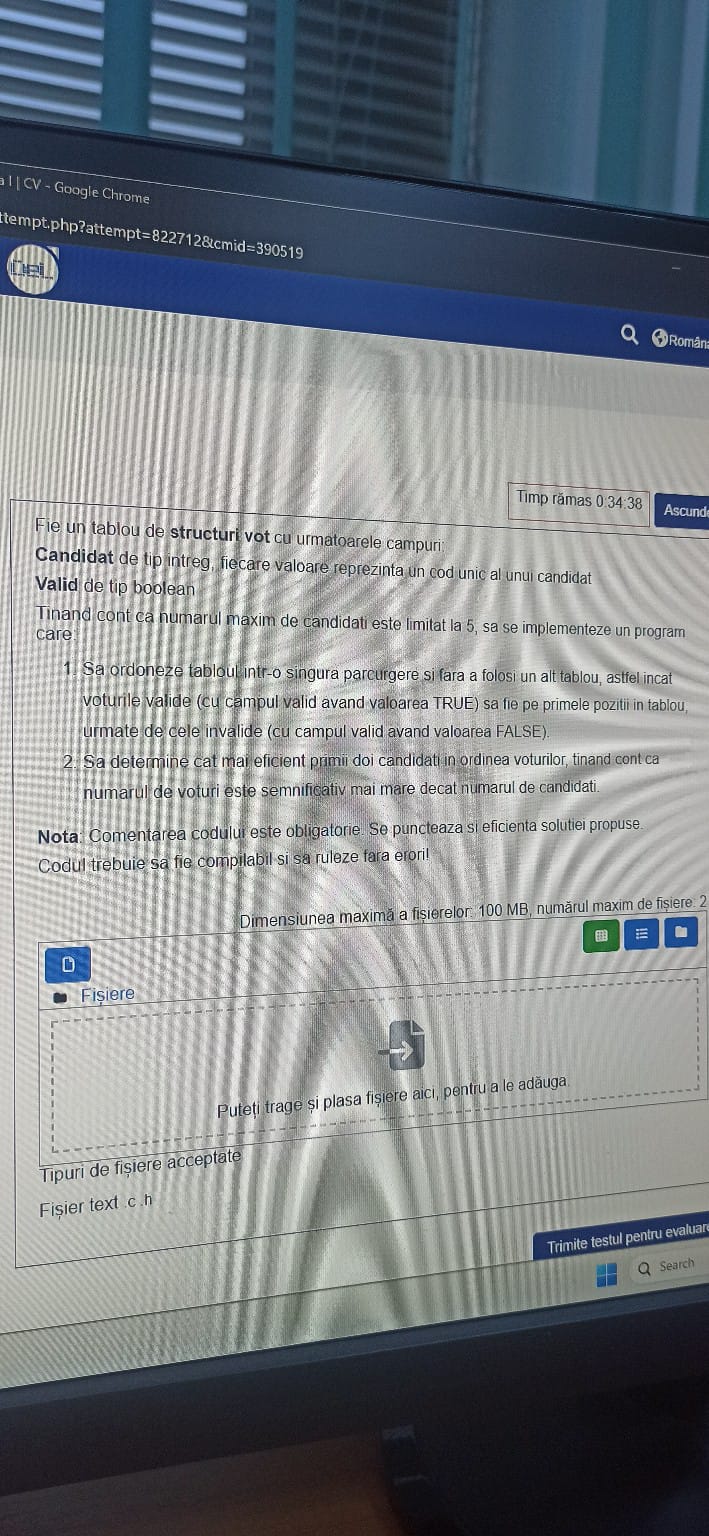 a I | CV - Google Chrome
ttempt.php?attempt=822712&cmid=390519
Română
Timp rămas 0:34:38
Ascunde
Fie un tablou de structuri vot cu urmatoarele campuri:
Candidat de tip intreg, fiecare valoare reprezinta un cod unic al unui candidat
Valid de tip boolean
Tinand cont ca numarul maxim de candidati este limitat la 5, sa se implementeze un program
care:
1. Sa ordoneze tabloul intr-o singura parcurgere si fara a folosi un alt tablou, astfel incat
voturile valide (cu campul valid avand valoarea TRUE) sa fie pe primele pozitii in tablou,
urmate de cele invalide (cu campul valid avand valoarea FALSE).
2. Sa determine cat mai eficient primii doi candidati in ordinea voturilor, tinand cont ca
numarul de voturi este semnificativ mai mare decat numarul de candidati.
Nota: Comentarea codului este obligatorie. Se puncteaza si eficienta solutiei propuse.
Codul trebuie sa fie compilabil si sa ruleze fara erori!
Dimensiunea maximă a fișierelor: 100 MB, numărul maxim de fișiere: 2
Fișiere
Puteți trage și plasa fișiere aici, pentru a le adăuga.
Tipuri de fișiere acceptate
Fișier text .c .h
Trimite testul pentru evaluar
Search